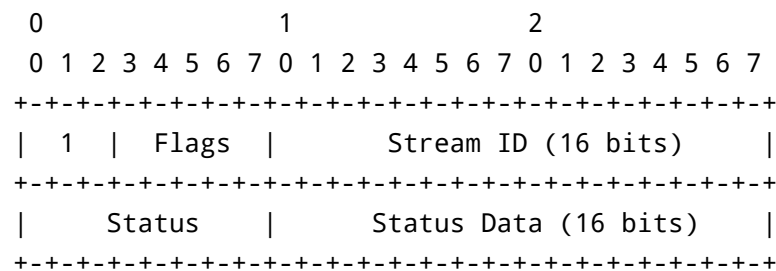 0               1               2
 0 1 2 3 4 5 6 7 0 1 2 3 4 5 6 7 0 1 2 3 4 5 6 7
+-+-+-+-+-+-+-+-+-+-+-+-+-+-+-+-+-+-+-+-+-+-+-+-+
|  1  |  Flags  |       Stream ID (16 bits)     |
+-+-+-+-+-+-+-+-+-+-+-+-+-+-+-+-+-+-+-+-+-+-+-+-+
|     Status    |      Status Data (16 bits)    |
+-+-+-+-+-+-+-+-+-+-+-+-+-+-+-+-+-+-+-+-+-+-+-+-+